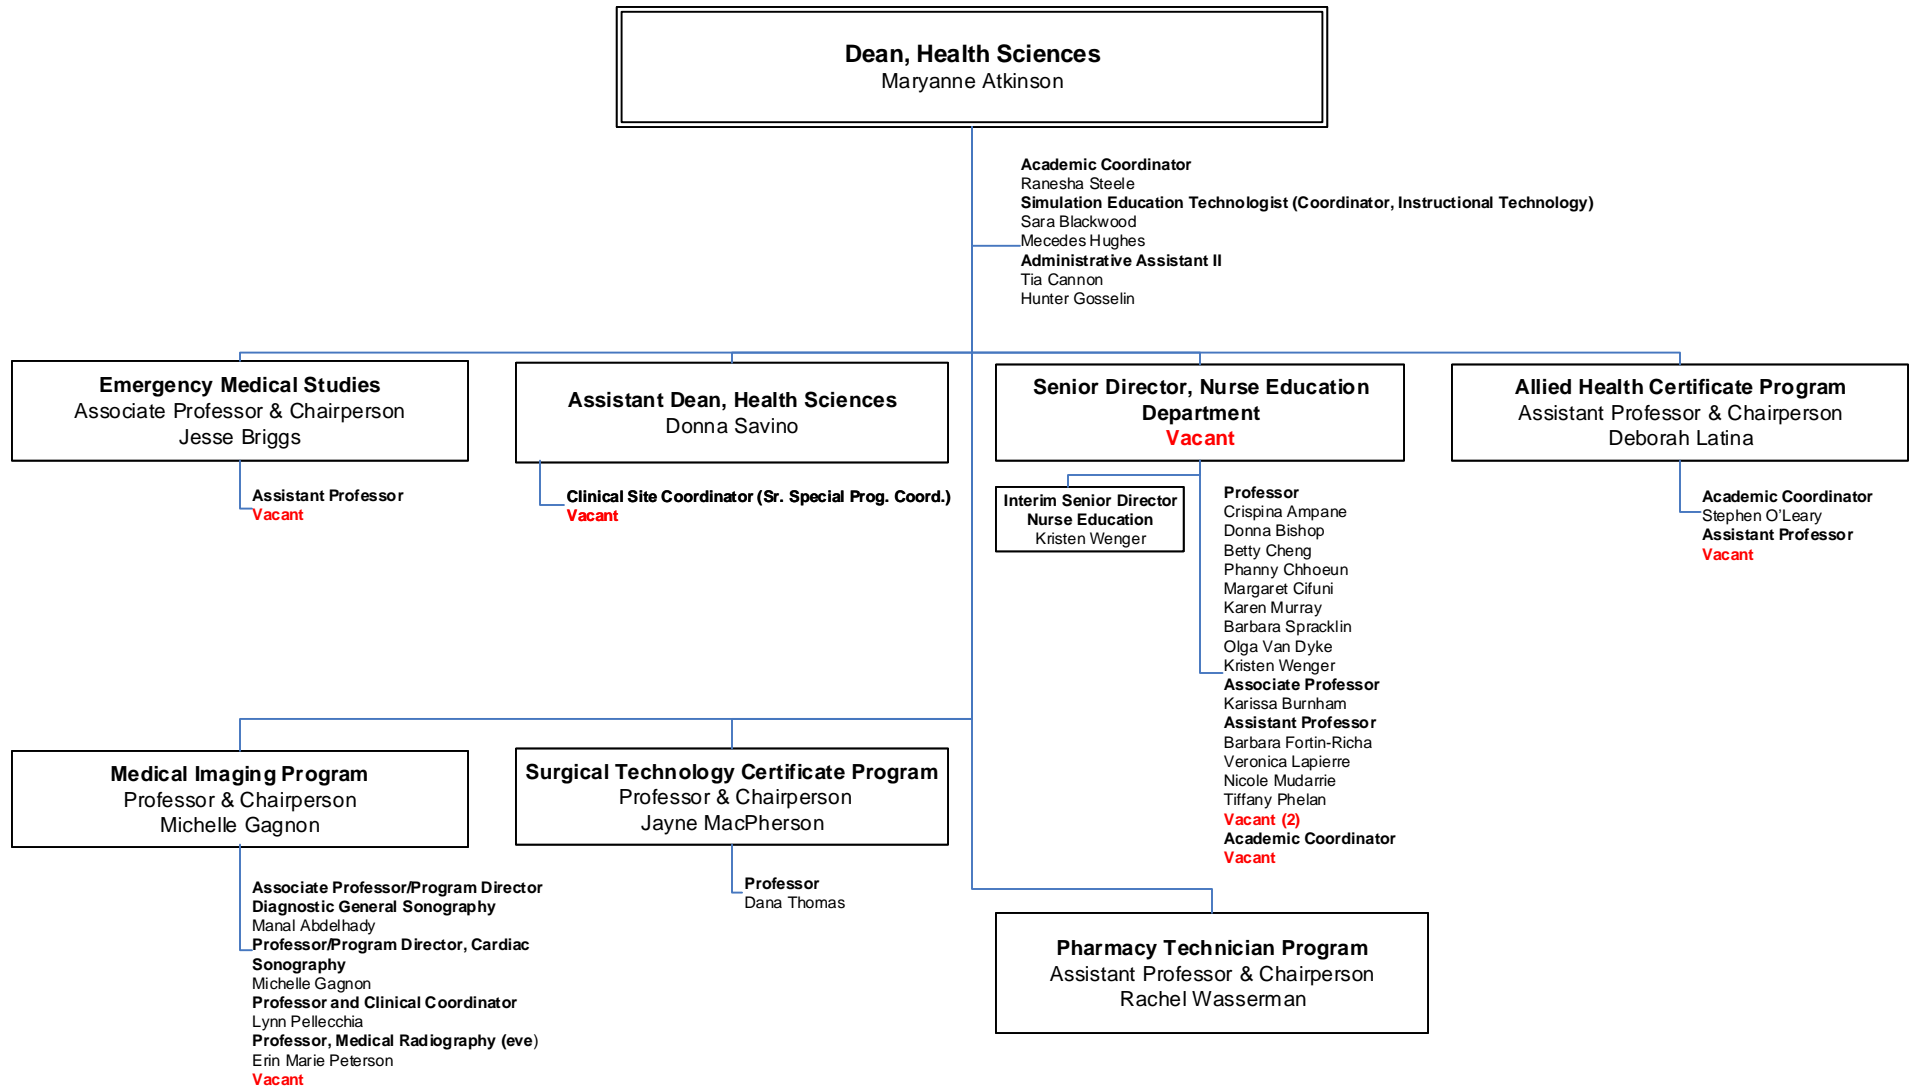 Dean, Health Sciences
Maryanne Atkinson
Academic Coordinator
Ranesha Steele
Simulation Education Technologist (Coordinator, Instructional Technology)
Sara Blackwood
Mecedes Hughes
Administrative Assistant II
Tia Cannon
Hunter Gosselin
Emergency Medical Studies
Associate Professor & Chairperson
Jesse Briggs
Assistant Professor
Vacant
Assistant Dean, Health Sciences
Donna Savino
Clinical Site Coordinator (Sr. Special Prog. Coord.)
Vacant
Senior Director, Nurse Education
Department
Vacant
Interim Senior Director
Nurse Education
Kristen Wenger
Professor
Crispina Ampane
Donna Bishop
Betty Cheng
Phanny Chhoeun
Margaret Cifuni
Karen Murray
Barbara Spracklin
Olga Van Dyke
Kristen Wenger
Associate Professor
Karissa Burnham
Assistant Professor
Barbara Fortin-Richa
Veronica Lapierre
Nicole Mudarrie
Tiffany Phelan
Vacant (2)
Academic Coordinator
Vacant
Allied Health Certificate Program
Assistant Professor & Chairperson
Deborah Latina
Academic Coordinator
Stephen O’Leary
Assistant Professor
Vacant
Medical Imaging Program
Professor & Chairperson
Michelle Gagnon
Associate Professor/Program Director
Diagnostic General Sonography
Manal Abdelhady
Professor/Program Director, Cardiac
Sonography
Michelle Gagnon
Professor and Clinical Coordinator
Lynn Pellecchia
Professor, Medical Radiography (eve)
Erin Marie Peterson
Vacant
Surgical Technology Certificate Program
Professor & Chairperson
Jayne MacPherson
Professor
Dana Thomas
Pharmacy Technician Program
Assistant Professor & Chairperson
Rachel Wasserman